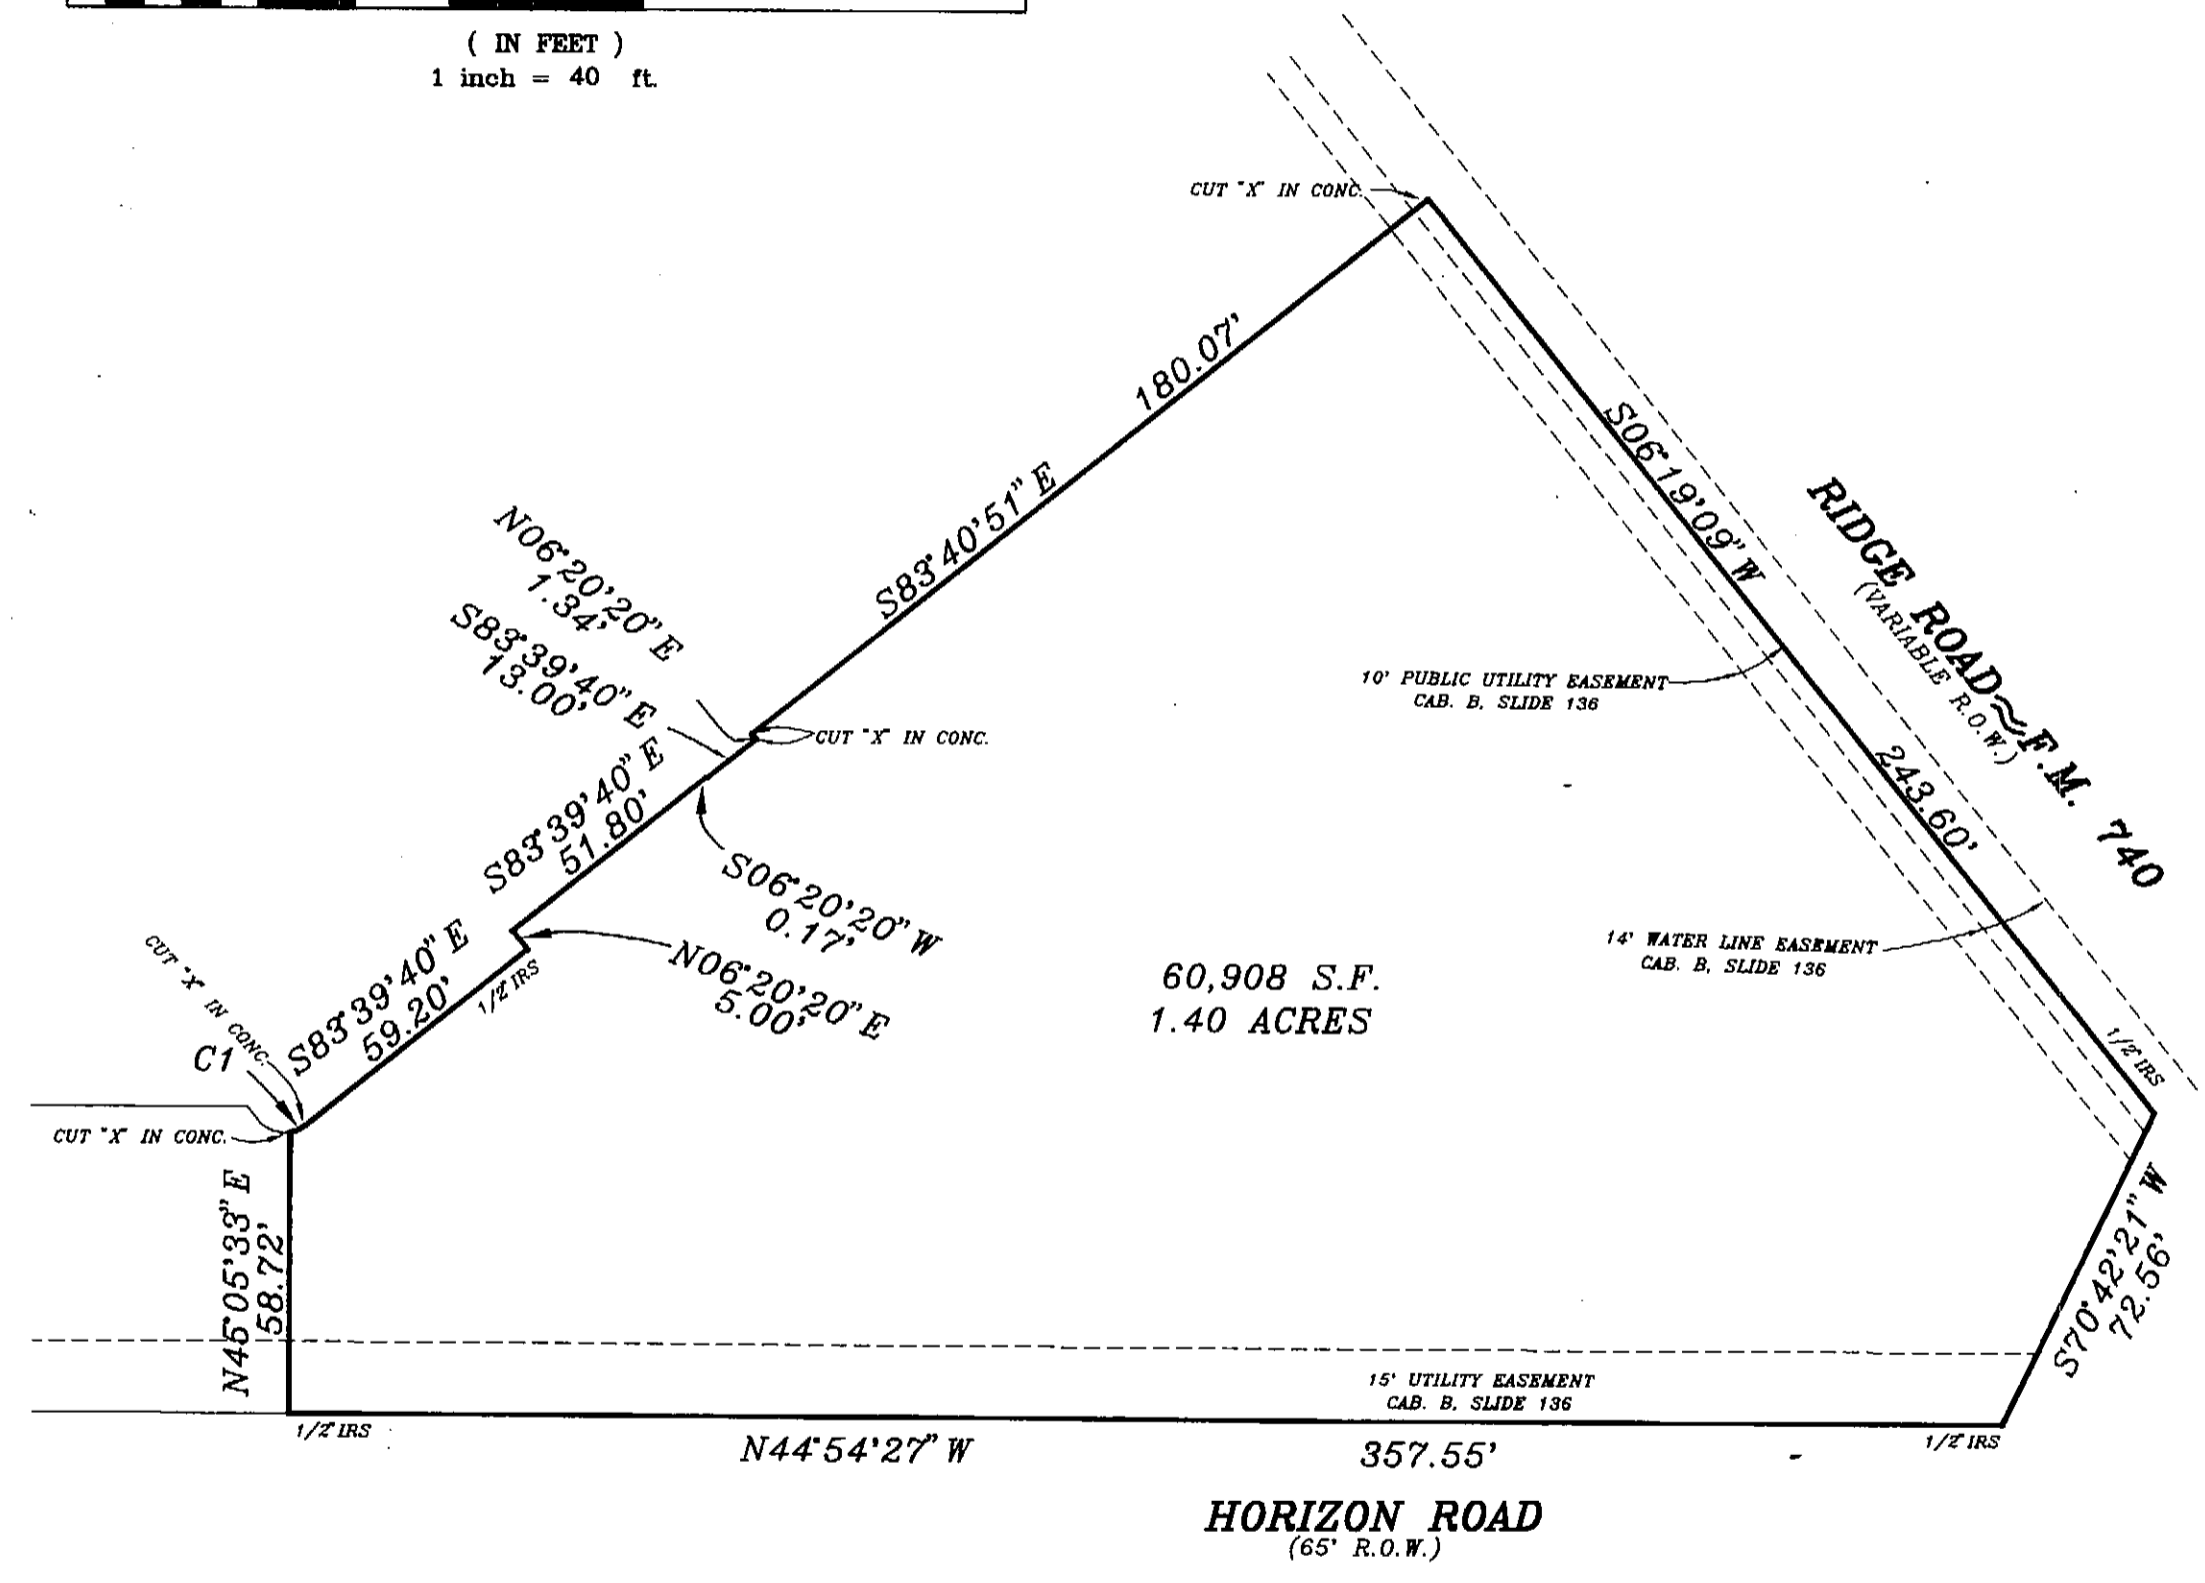 ( IN FEET )
1 inch = 40 ft.
CUT "X" IN CONC.
180.07'
S83°40'51" E
S06°19'09" W
243.60'
RIDGE ROAD~F.M. 740
(VARIABLE R.O.W.)
N06°20'20" E
1.34'
S83°39'40" E
13.00'
CUT "X" IN CONC.
10' PUBLIC UTILITY EASEMENT
CAB. B, SLIDE 136
S83°39'40" E
51.80'
S06°20'20" W
0.17'
N06°20'20" E
5.00'
14' WATER LINE EASEMENT
CAB. B, SLIDE 136
60,908 S.F.
1.40 ACRES
S83°39'40" E
59.20'
1/2" IRS
CUT "X" IN CONC.
C1
CUT "X" IN CONC.
1/2" IRS
N45°05'33" E
58.72'
S70°42'21" W
72.56'
15' UTILITY EASEMENT
CAB. B, SLIDE 136
1/2" IRS
1/2" IRS
N44°54'27" W
357.55'
HORIZON ROAD
(65' R.O.W.)